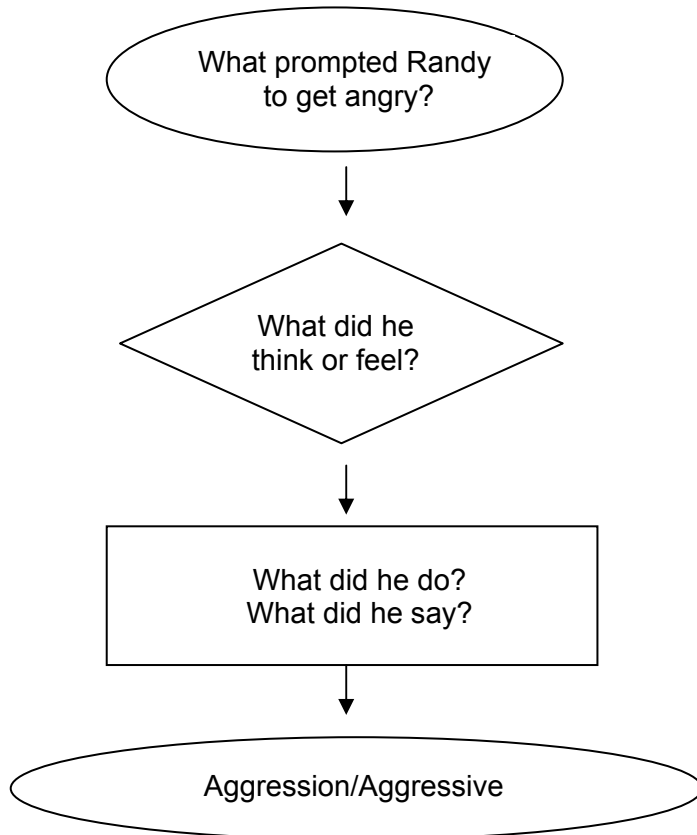 What prompted Randy
to get angry?
What did he
think or feel?
What did he do?
What did he say?
Aggression/Aggressive